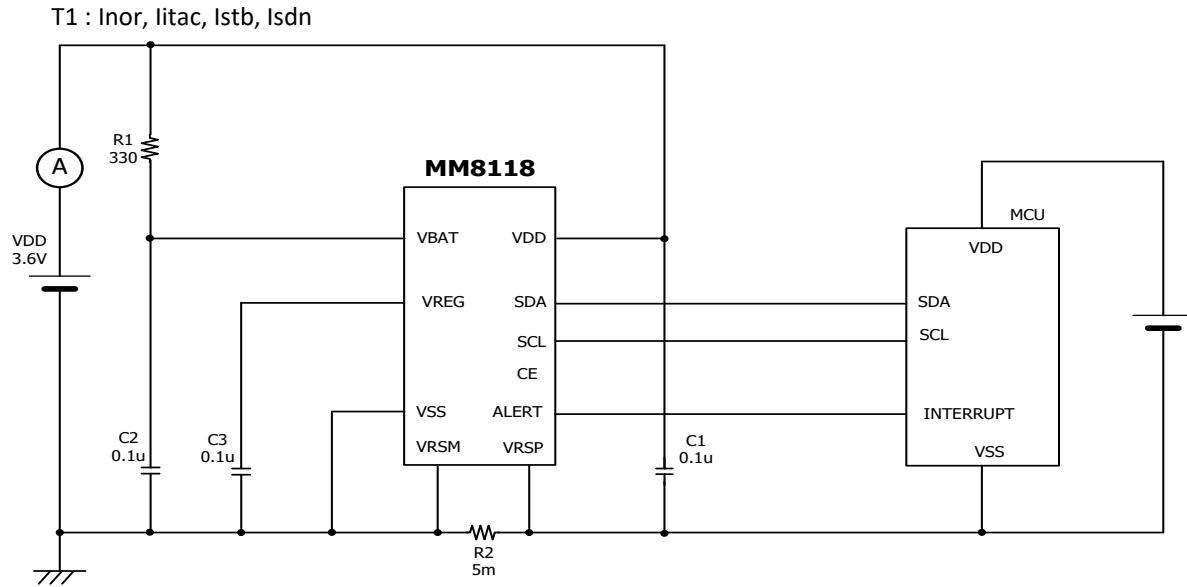 T1 : Inor, Iitac, Istb, Isdn
R1
330
A
MM8118
MCU
VDD
3.6V
VBAT
VDD
VDD
VREG
SDA
SDA
SCL
SCL
CE
VSS
ALERT
INTERRUPT
C2
0.1u
C3
0.1u
VRSM
VRSP
C1
0.1u
VSS
R2
5m